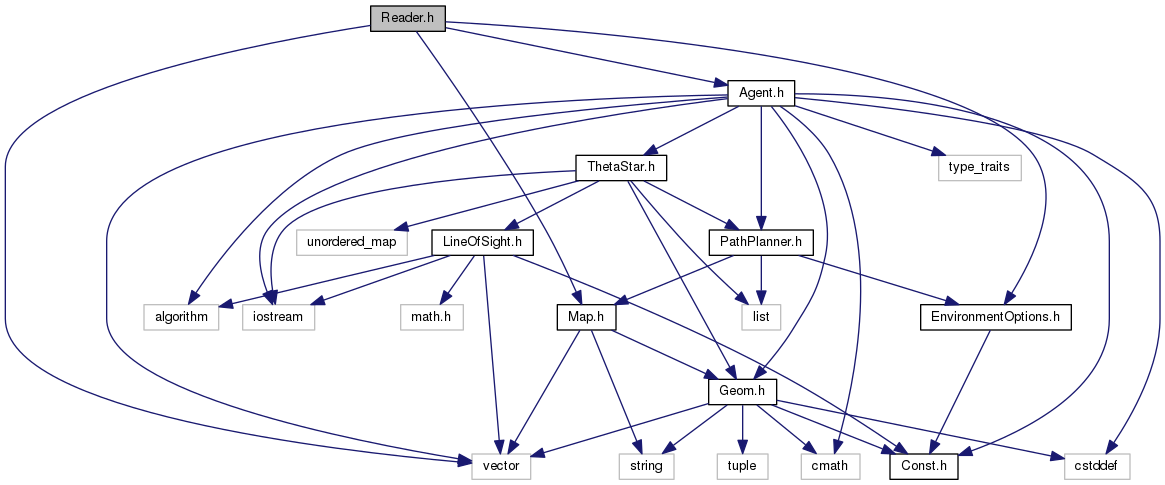 Reader.h
Agent.h
ThetaStar.h
type_traits
unordered_map
LineOfSight.h
PathPlanner.h
algorithm
iostream
math.h
Map.h
list
EnvironmentOptions.h
Geom.h
vector
string
tuple
cmath
Const.h
cstddef